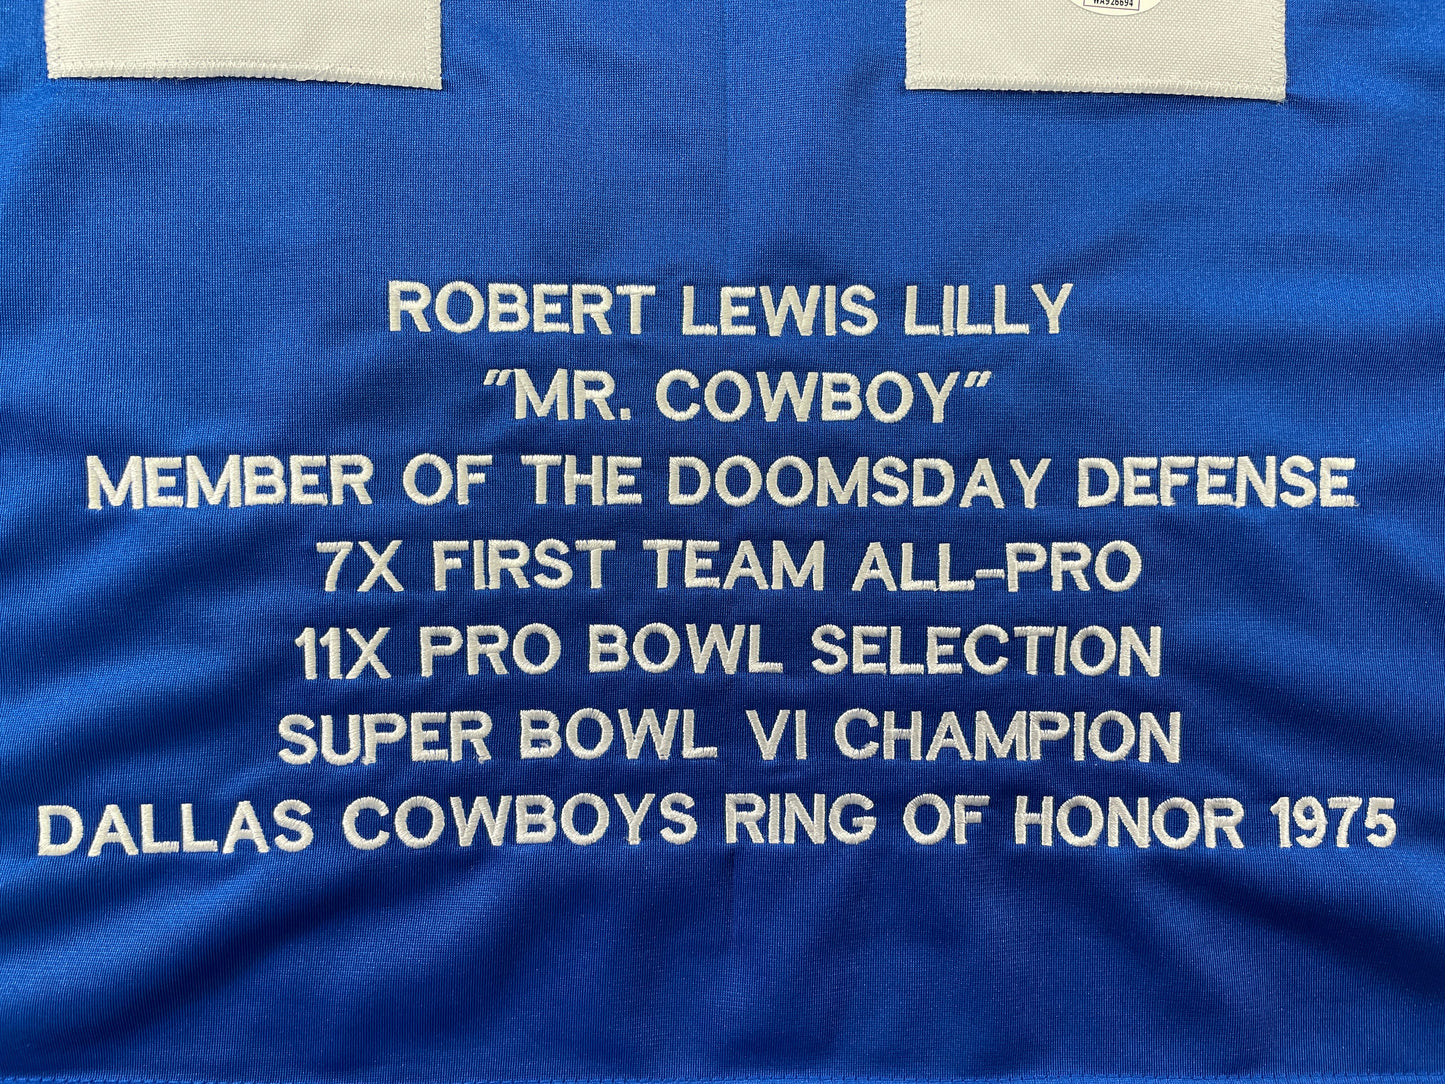 WA926694
ROBERT LEWIS LILLY
"MR. COWBOY"
MEMBER OF THE DOOMSDAY DEFENSE
7X FIRST TEAM ALL-PRO
11X PRO BOWL SELECTION
SUPER BOWL VI CHAMPION
DALLAS COWBOYS RING OF HONOR 1975